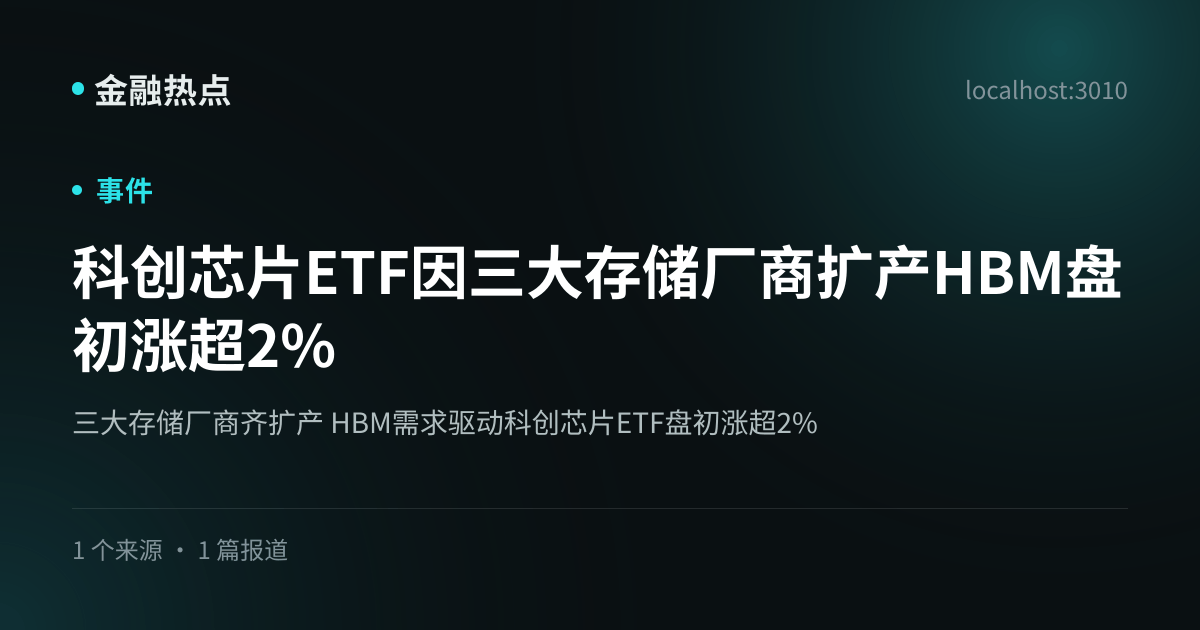 金融热点
localhost:3010
事件
科创芯片ETF因三大存储厂商扩产HBM盘
初涨超2%
三大存储厂商齐扩产 HBM需求驱动科创芯片ETF盘初涨超2%
1 个来源 · 1 篇报道